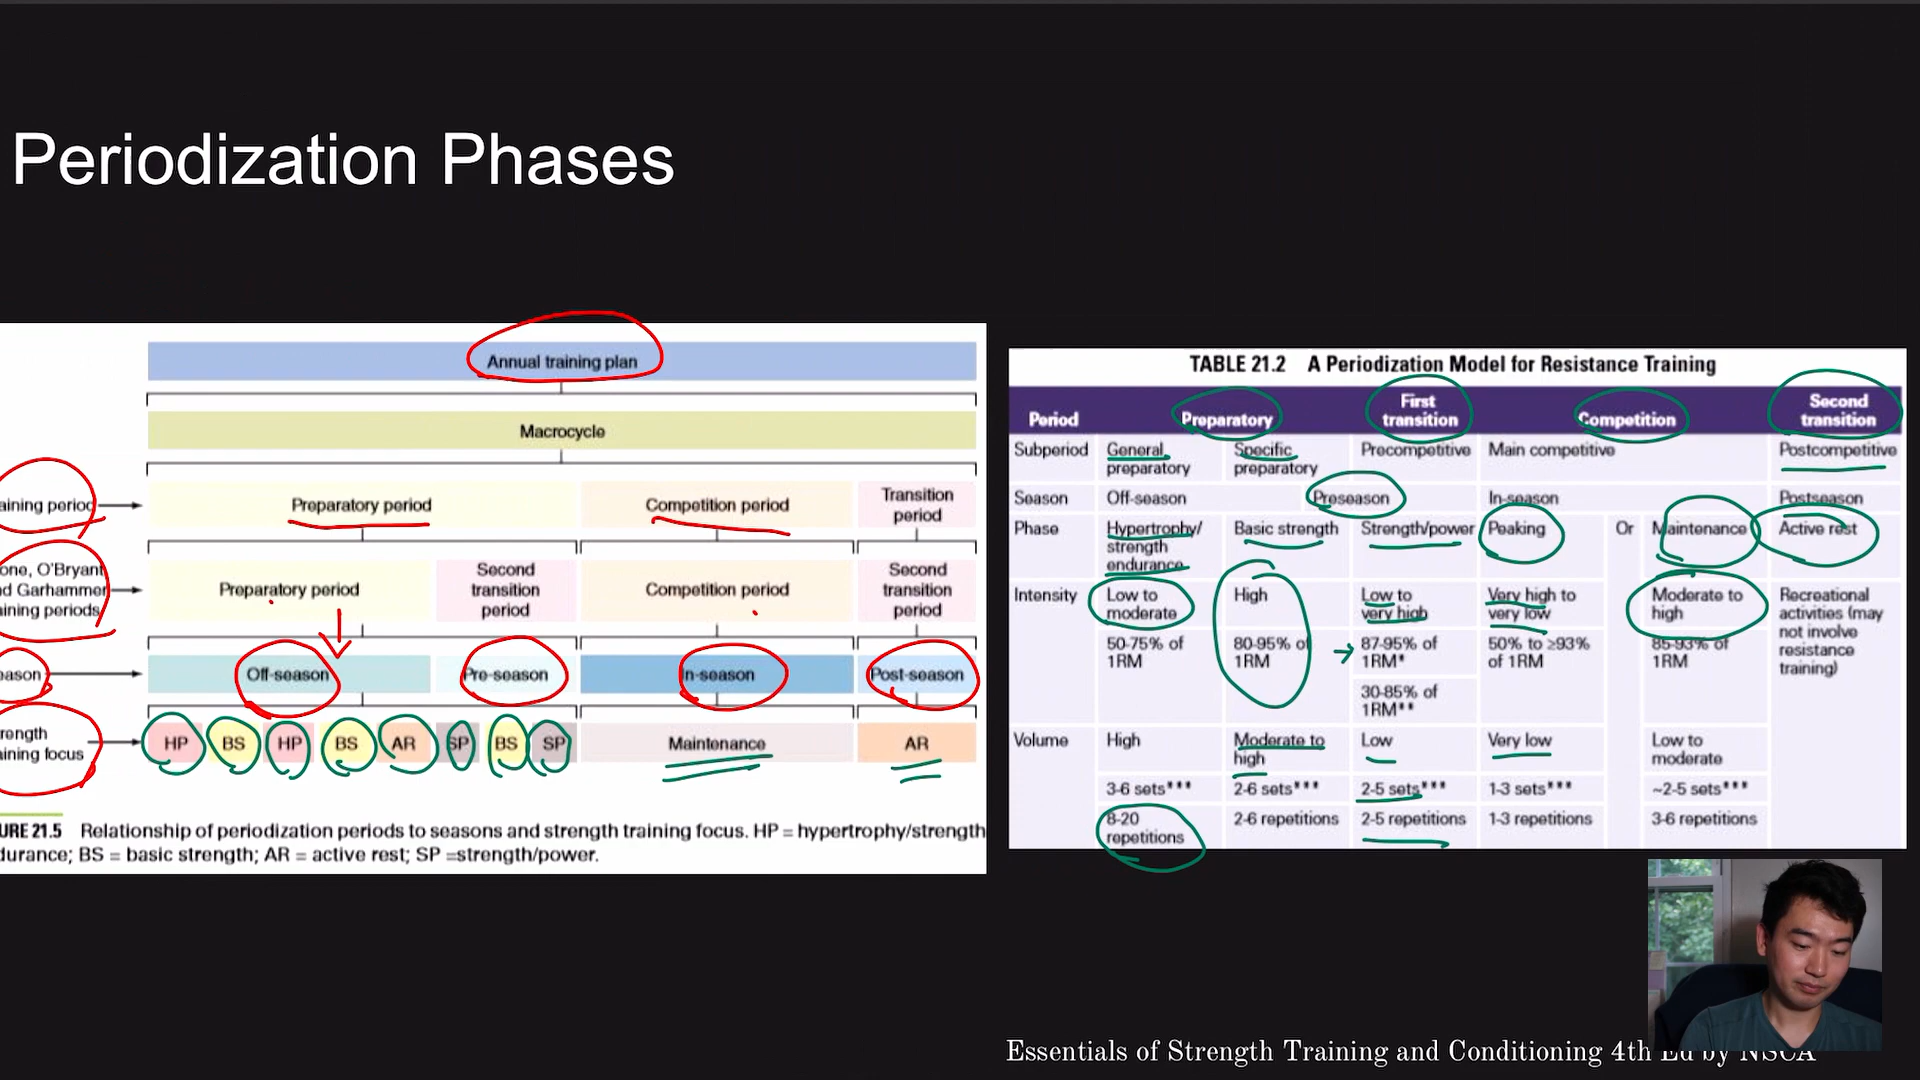 Periodization Phases
Annual training plan
Macrocycle
aining period
Preparatory period
Competition period
Transition
period
one, O'Bryant
d Garhammer
aining periods
Preparatory period
Second
transition
period
Competition period
Second
transition
period
eason
Off-season
Pre-season
In-season
Post-season
rength
aining focus
HP
BS
HP
BS
AR
SP
BS
SP
Maintenance
AR
URE 21.5 Relationship of periodization periods to seasons and strength training focus. HP = hypertrophy/strength
durance; BS = basic strength; AR = active rest; SP =strength/power.
TABLE 21.2 A Periodization Model for Resistance Training
Period
Preparatory
First
transition
Competition
Second
transition
Subperiod
General
preparatory
Specific
preparatory
Precompetitive
Main competitive
Postcompetitive
Season
Off-season
Preseason
In-season
Postseason
Phase
Hypertrophy/
strength
endurance
Basic strength
Strength/power
Peaking
Or
Maintenance
Active rest
Intensity
Low to
moderate
High
Low to
very high
Very high to
very low
Moderate to
high
Recreational
activities (may
not involve
resistance
training)
50-75% of
1RM
80-95% of
1RM
87-95% of
1RM*
50% to ≥93%
of 1RM
85-93% of
1RM
30-85% of
1RM**
Volume
High
Moderate to
high
Low
Very low
Low to
moderate
3-6 sets***
2-6 sets***
2-5 sets***
1-3 sets***
~2-5 sets***
8-20
repetitions
2-6 repetitions
2-5 repetitions
1-3 repetitions
3-6 repetitions
Essentials of Strength Training and Conditioning 4th Ed by NSCA